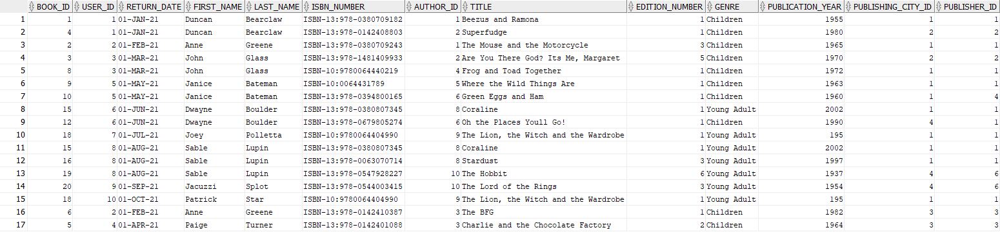 BOOK_ID USER_ID RETURN_DATE FIRST_NAME LAST_NAME ISBN_NUMBER AUTHOR_ID TITLE EDITION_NUMBER GENRE PUBLICATION_YEAR PUBLISHING_CITY_ID PUBLISHER_ID
1 1 1 01-JAN-21 Duncan Bearclaw ISBN-13:978-0380709182 1 Beezus and Ramona 1 Children 1955 1 1
2 4 1 01-JAN-21 Duncan Bearclaw ISBN-13:978-0142408803 2 Superfudge 1 Children 1980 2 2
3 2 2 01-FEB-21 Anne Greene ISBN-13:978-0380709243 1 The Mouse and the Motorcycle 3 Children 1965 1 1
4 3 3 01-MAR-21 John Glass ISBN-13:978-1481409933 2 Are You There God? Its Me, Margaret 5 Children 1970 2 2
5 8 3 01-MAR-21 John Glass ISBN-10:9780064440219 4 Frog and Toad Together 1 Children 1972 1 1
6 9 5 01-MAY-21 Janice Bateman ISBN-10:0064431789 5 Where the Wild Things Are 1 Children 1963 1 1
7 10 5 01-MAY-21 Janice Bateman ISBN-13:978-0394800165 6 Green Eggs and Ham 1 Children 1960 1 4
8 15 6 01-JUN-21 Dwayne Boulder ISBN-13:978-0380807345 8 Coraline 1 Young Adult 2002 1 1
9 12 6 01-JUN-21 Dwayne Boulder ISBN-13:978-0679805274 6 Oh the Places Youll Go! 1 Children 1990 4 1
10 18 7 01-JUL-21 Joey Polletta ISBN-10:9780064404990 9 The Lion, the Witch and the Wardrobe 1 Young Adult 195 1 1
11 15 8 01-AUG-21 Sable Lupin ISBN-13:978-0380807345 8 Coraline 1 Young Adult 2002 1 1
12 16 8 01-AUG-21 Sable Lupin ISBN-13:978-0063070714 8 Stardust 3 Young Adult 1997 1 1
13 19 8 01-AUG-21 Sable Lupin ISBN-13:978-0547928227 10 The Hobbit 6 Young Adult 1937 4 6
14 20 9 01-SEP-21 Jacuzzi Splot ISBN-13:978-0544003415 10 The Lord of the Rings 3 Young Adult 1954 4 6
15 18 10 01-OCT-21 Patrick Star ISBN-10:9780064404990 9 The Lion, the Witch and the Wardrobe 1 Young Adult 195 1 1
16 6 2 01-FEB-21 Anne Greene ISBN-13:978-0142410387 3 The BFG 1 Children 1982 3 3
17 5 4 01-APR-21 Paige Turner ISBN-13:978-0142401088 3 Charlie and the Chocolate Factory 2 Children 1964 3 3